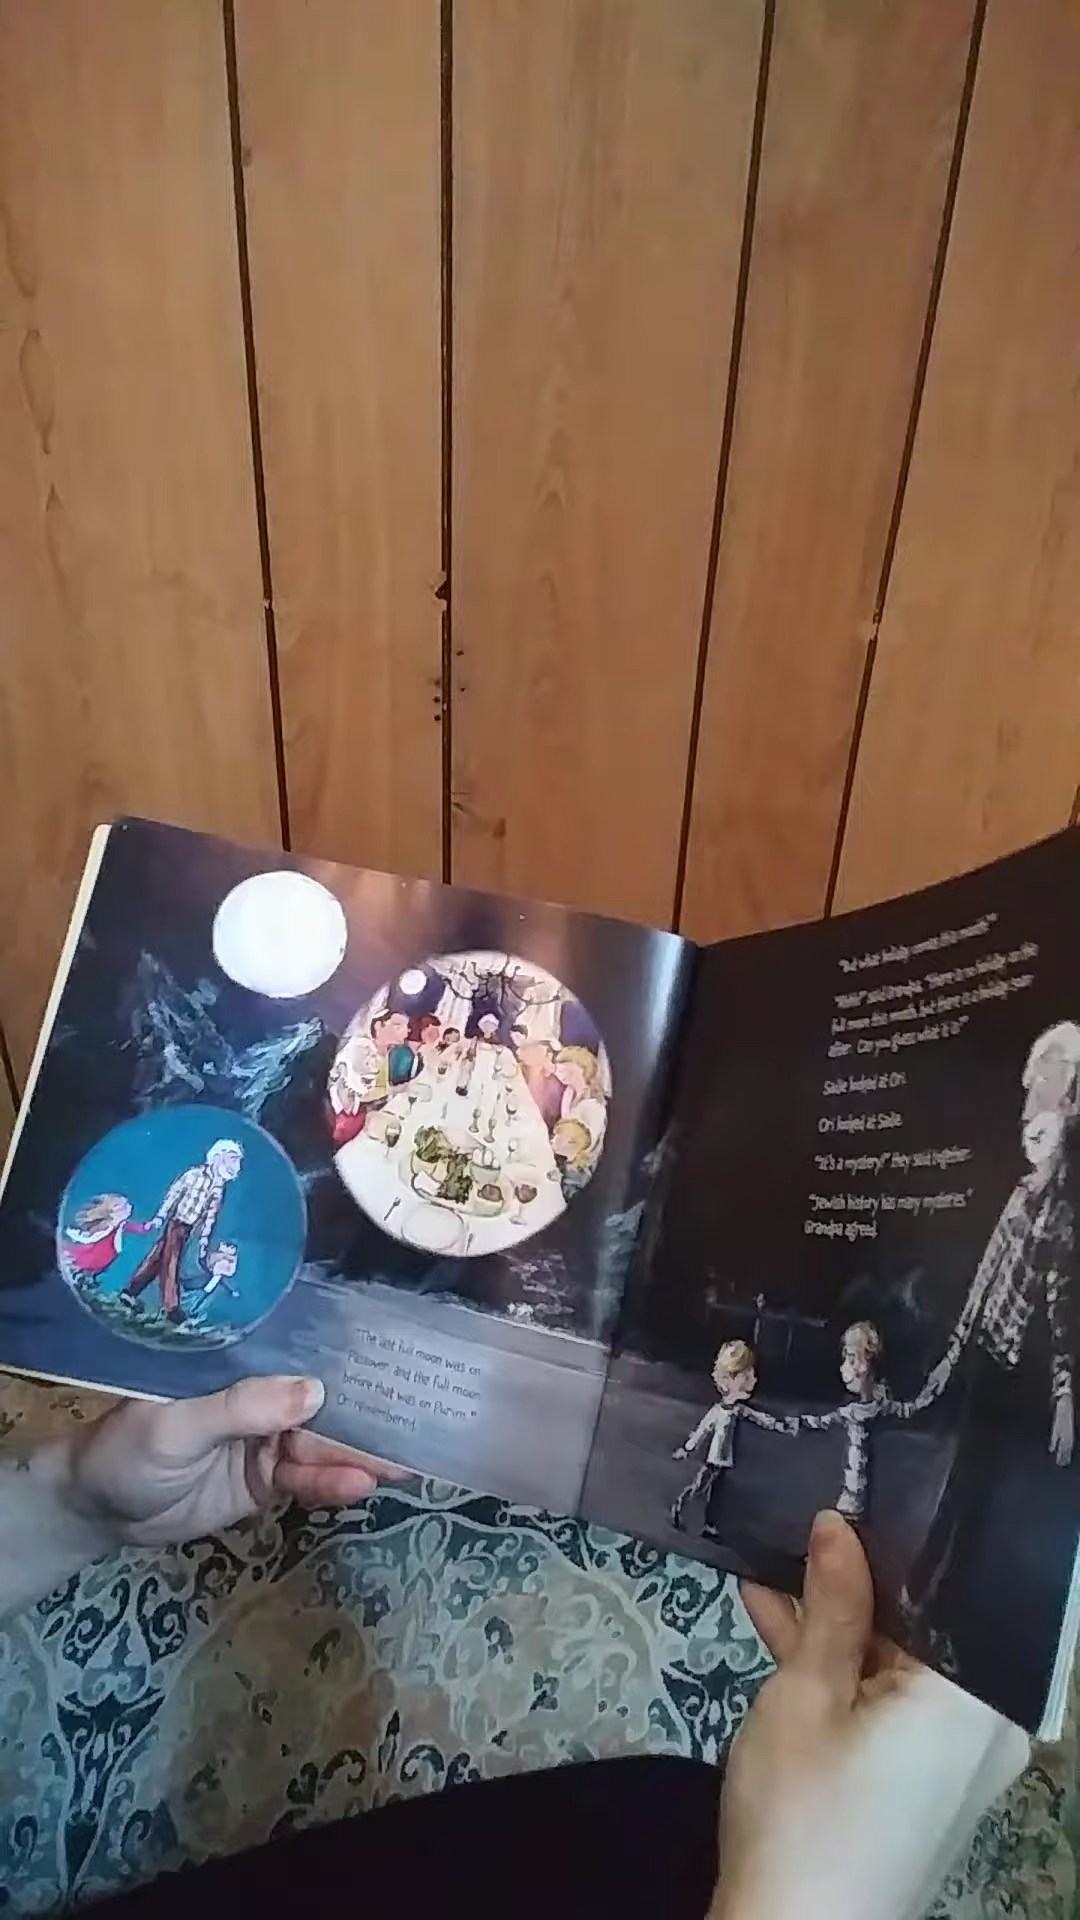 "The last full moon was on
Passover, and the full moon
before that was on Purim,"
Ori remembered.
"But what holiday comes this month?"
"Ahhh!" said Grandpa. "There is no holiday on the
full moon this month, but there is a holiday soon
after. Can you guess what it is?"
Sadie looked at Ori.
Ori looked at Sadie.
"It's a mystery!" they said together.
"Jewish history has many mysteries."
Grandpa agreed.